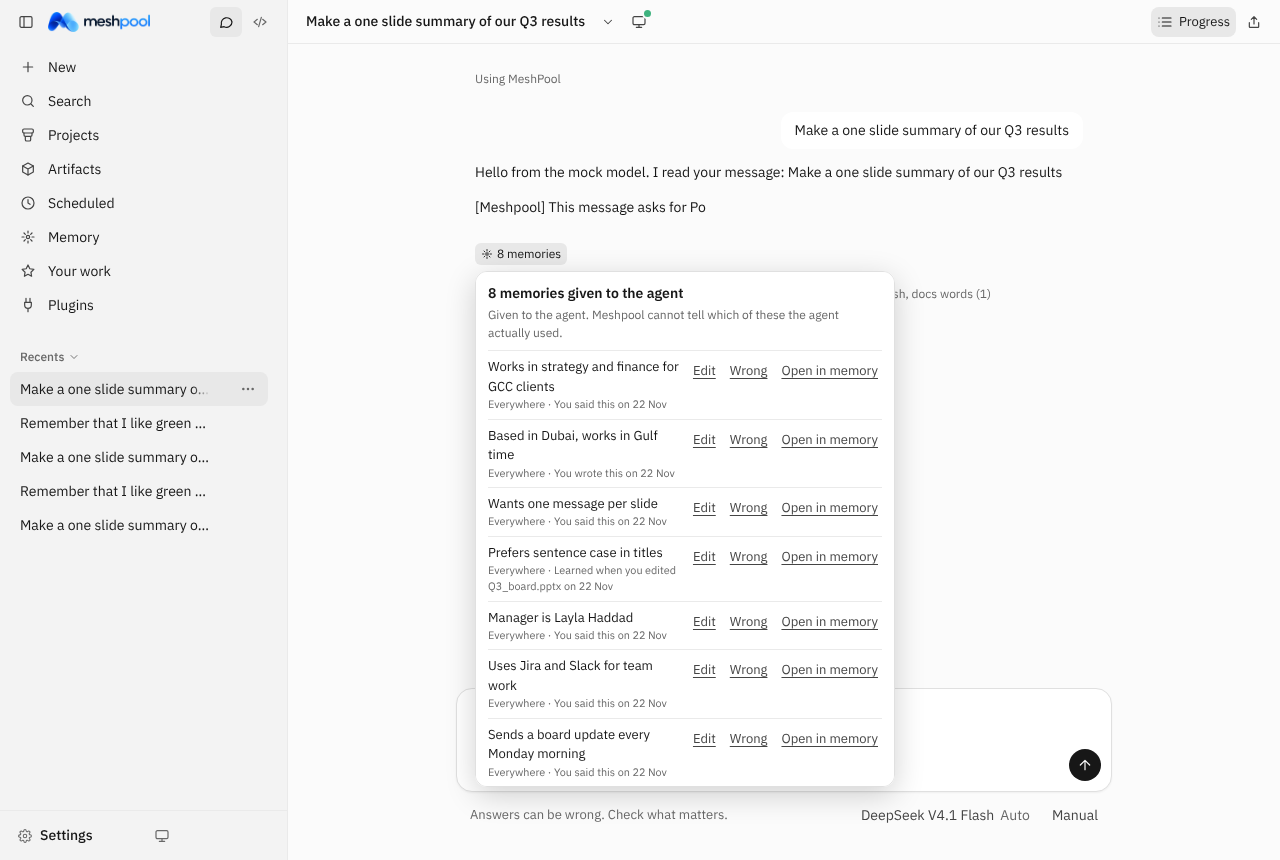 meshpool
Make a one slide summary of our Q3 results
Progress
New
Search
Projects
Artifacts
Scheduled
Memory
Your work
Plugins
Recents
Make a one slide summary o...
Remember that I like green ...
Make a one slide summary o...
Remember that I like green ...
Make a one slide summary o...
Settings
Using MeshPool
Make a one slide summary of our Q3 results
Hello from the mock model. I read your message: Make a one slide summary of our Q3 results
[Meshpool] This message asks for Po
8 memories
docs words (1)
8 memories given to the agent
Given to the agent. Meshpool cannot tell which of these the agent
actually used.
Works in strategy and finance for
GCC clients
Everywhere · You said this on 22 Nov
Edit Wrong Open in memory
Based in Dubai, works in Gulf
time
Everywhere · You wrote this on 22 Nov
Edit Wrong Open in memory
Wants one message per slide
Everywhere · You said this on 22 Nov
Edit Wrong Open in memory
Prefers sentence case in titles
Everywhere · Learned when you edited
Q3_board.pptx on 22 Nov
Edit Wrong Open in memory
Manager is Layla Haddad
Everywhere · You said this on 22 Nov
Edit Wrong Open in memory
Uses Jira and Slack for team
work
Everywhere · You said this on 22 Nov
Edit Wrong Open in memory
Sends a board update every
Monday morning
Everywhere · You said this on 22 Nov
Edit Wrong Open in memory
Answers can be wrong. Check what matters.
DeepSeek V4.1 Flash Auto Manual